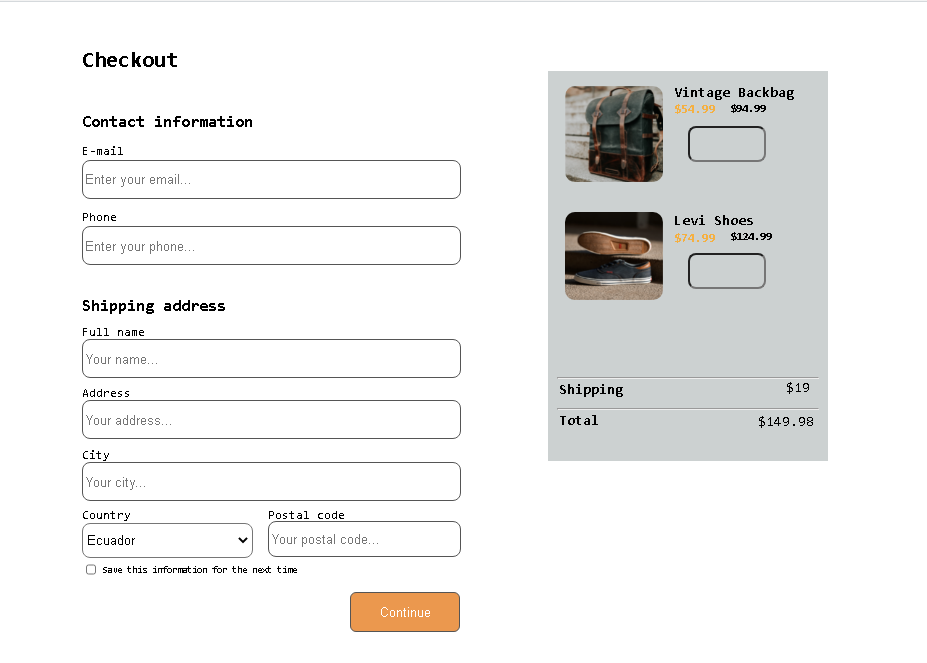 Checkout
Contact information
E-mail
Enter your email...
Phone
Enter your phone...
Shipping address
Full name
Your name...
Address
Your address...
City
Your city...
Country
Postal code
Ecuador
Your postal code...
Save this information for the next time
Continue
Vintage Backbag
$54.99 $94.99
Levi Shoes
$74.99 $124.99
Shipping $19
Total $149.98